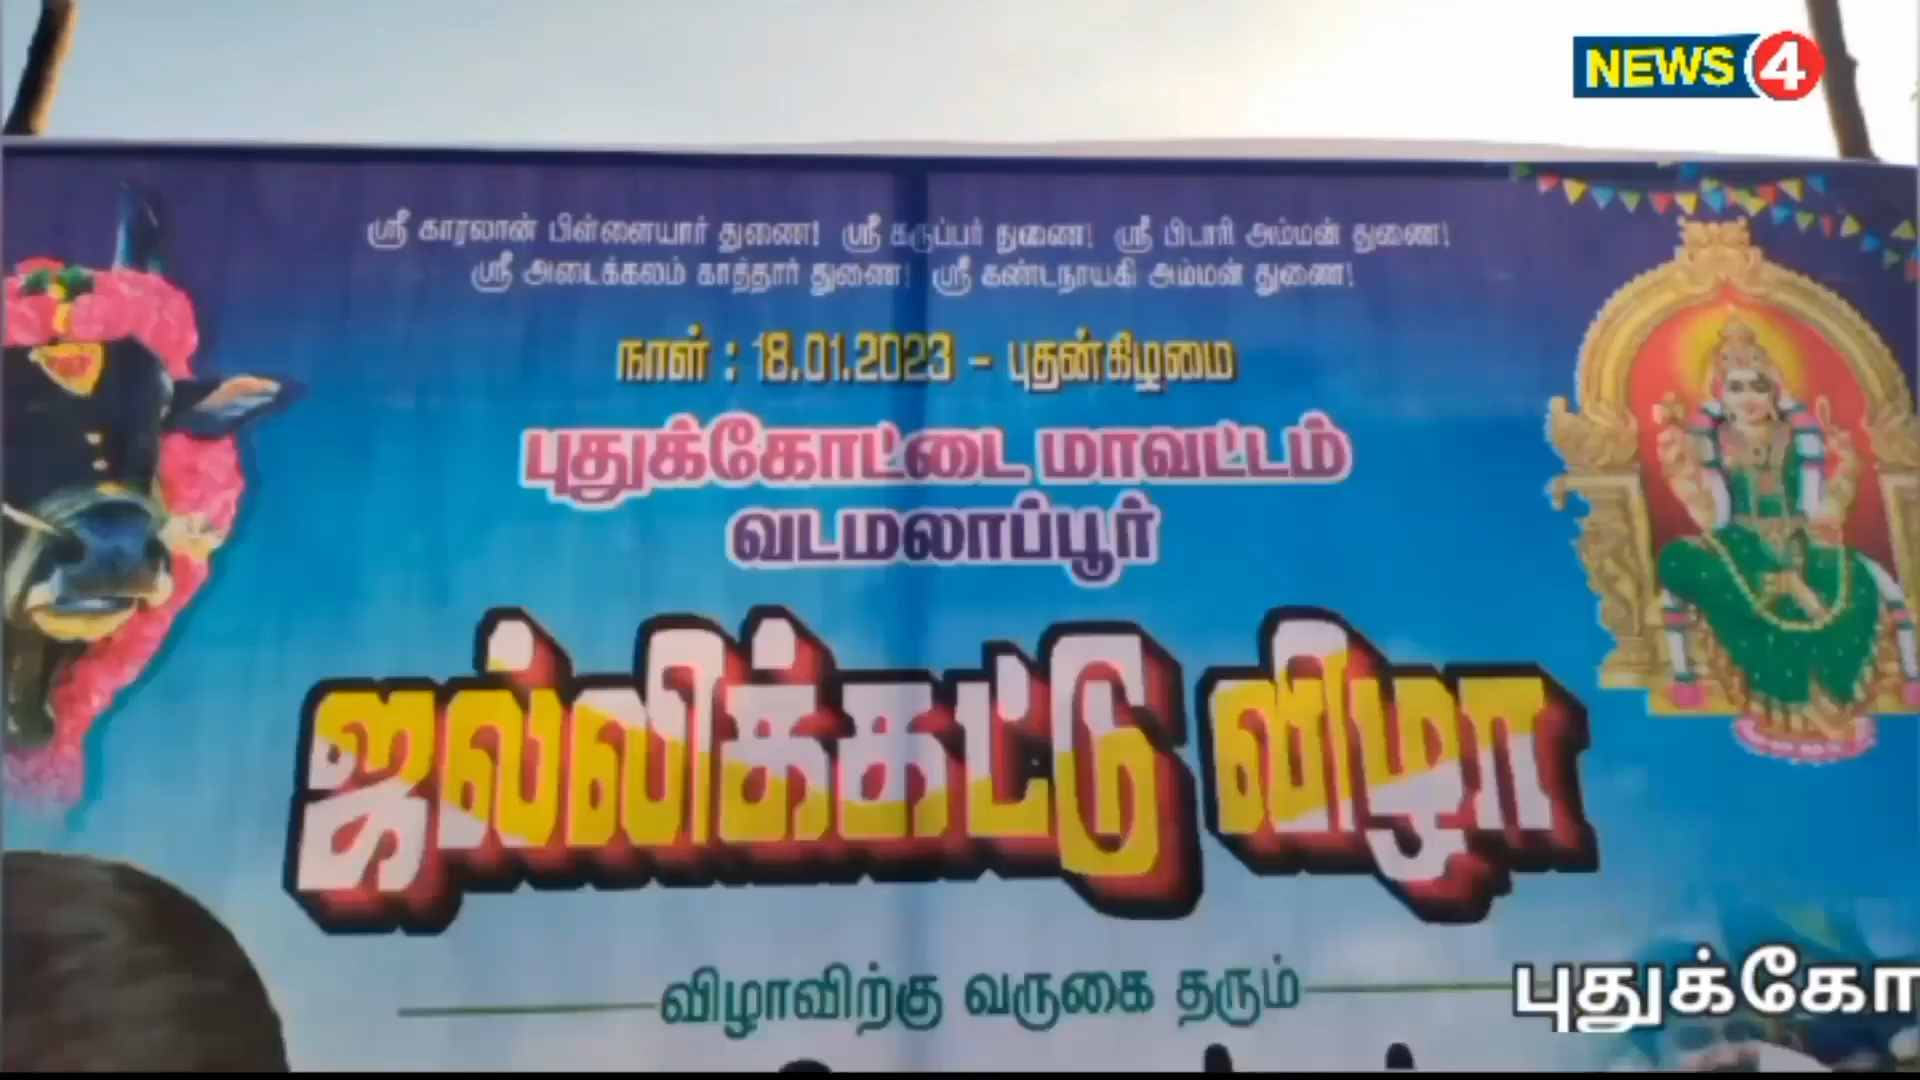 NEWS 4
ஸ்ரீ காரலான் பிள்ளையார் துணை! ஸ்ரீ கருப்பர் துணை! ஸ்ரீ பிடாரி அம்மன் துணை!
ஸ்ரீ அடைக்கலம் காத்தார் துணை! ஸ்ரீ கண்டநாயகி அம்மன் துணை!
நாள் : 18.01.2023 - புதன்கிழமை
புதுக்கோட்டை மாவட்டம்
வடமலாப்பூர்
ஜல்லிக்கட்டு விழா
விழாவிற்கு வருகை தரும்
புதுக்கோ